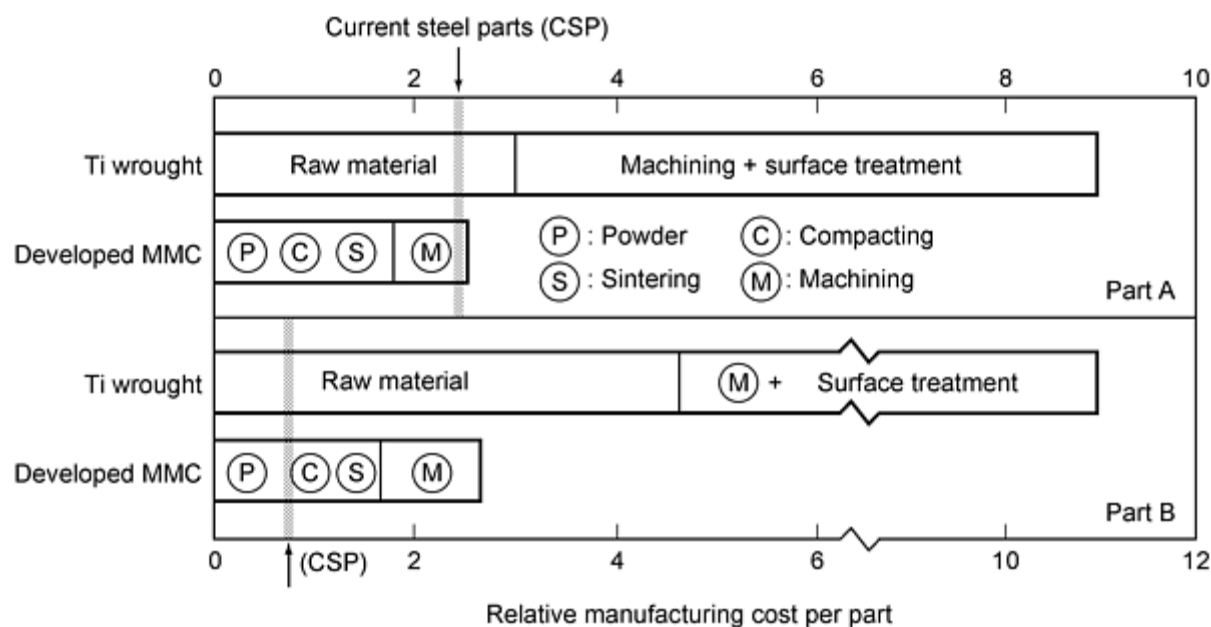 Current steel parts (CSP)
0 2 4 6 8 10
Ti wrought Raw material Machining + surface treatment
Developed MMC P C S M
P : Powder C : Compacting
S : Sintering M : Machining
Part A
Ti wrought Raw material M + Surface treatment
Developed MMC P C S M
Part B
0 2 4 6 10 12
(CSP)
Relative manufacturing cost per part